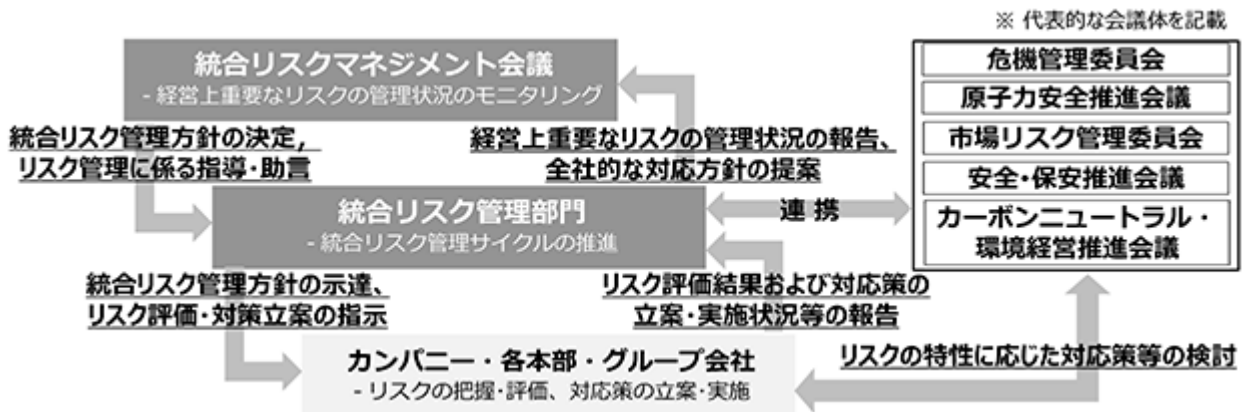 ※ 代表的な会議体を記載
統合リスクマネジメント会議
- 経営上重要なリスクの管理状況のモニタリング
危機管理委員会
原子力安全推進会議
市場リスク管理委員会
安全・保安推進会議
カーボンニュートラル・
環境経営推進会議
統合リスク管理方針の決定,
リスク管理に係る指導・助言
経営上重要なリスクの管理状況の報告、
全社的な対応方針の提案
統合リスク管理部門
- 統合リスク管理サイクルの推進
連 携
統合リスク管理方針の示達、
リスク評価・対策立案の指示
リスク評価結果および対応策の
立案・実施状況等の報告
カンパニー・各本部・グループ会社
- リスクの把握・評価、対応策の立案・実施
リスクの特性に応じた対応策等の検討